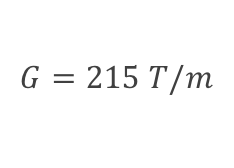 G = 215 T/m